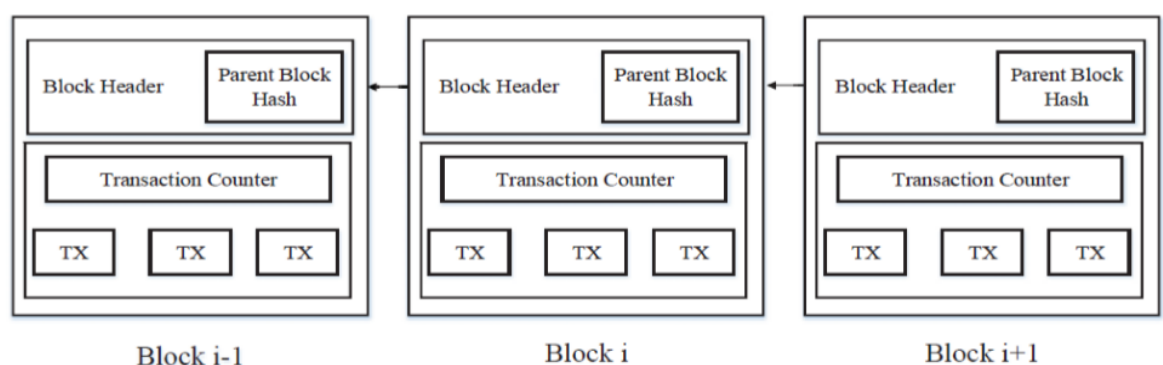 Block Header
Parent Block
Hash
Transaction Counter
TX TX TX
Block i-1
Block Header
Parent Block
Hash
Transaction Counter
TX TX TX
Block i
Block Header
Parent Block
Hash
Transaction Counter
TX TX TX
Block i+1